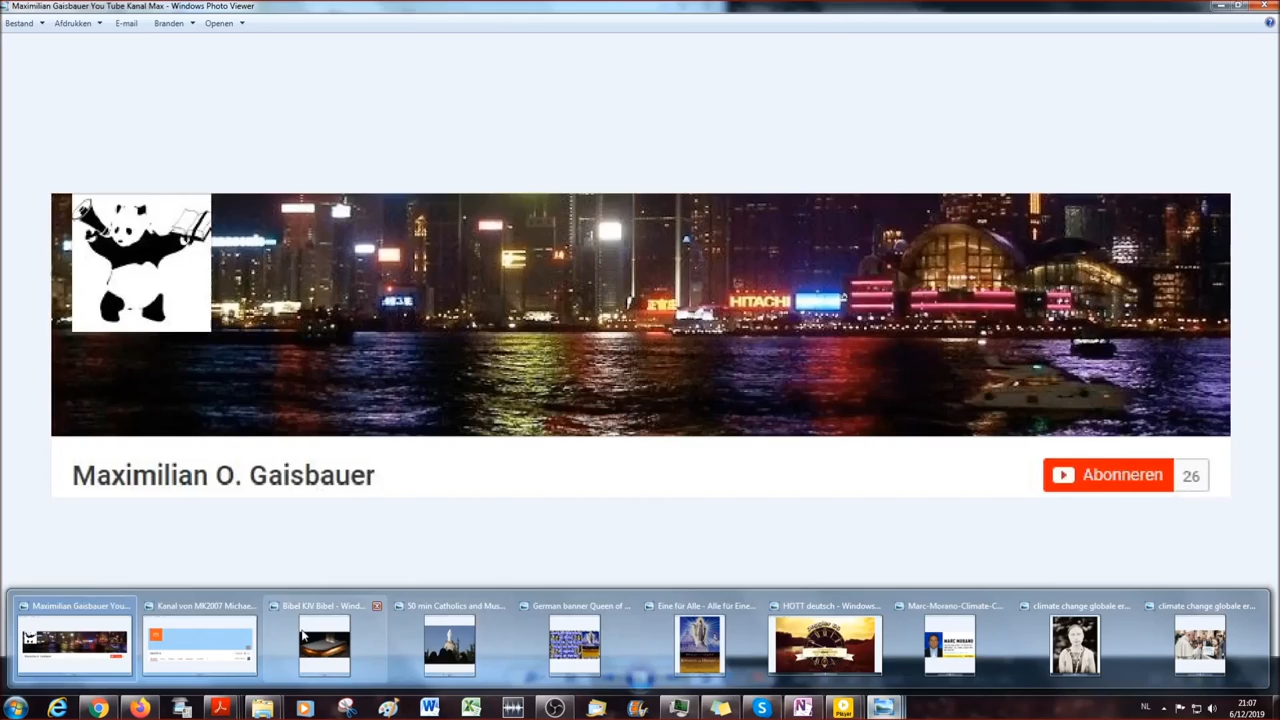 Maximilian Gaisbauer You Tube Kanal Max - Windows Photo Viewer
Bestand Afdrukken E-mail Branden Openen
HITACHI
Maximilian O. Gaisbauer
Abonneren 26
Maximilian Gaisbauer You... Kanal von MK2007 Michae... Bibel KJV Bibel - Wind... 50 min Catholics and Mus... German banner Queen of ... Eine für Alle - Alle für Eine... HOTT deutsch - Windows... Marc-Morano-Climate-C... climate change globale er... climate change globale er...
MARC MORANO
Player
NL 21:07
6/12/2019